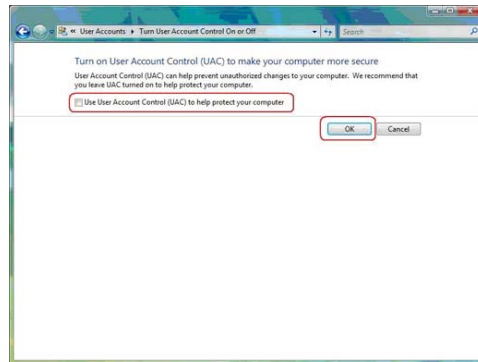 « User Accounts ▸ Turn User Account Control On or Off
Search
Turn on User Account Control (UAC) to make your computer more secure
User Account Control (UAC) can help prevent unauthorized changes to your computer. We recommend that
you leave UAC turned on to help protect your computer.
Use User Account Control (UAC) to help protect your computer
OK
Cancel